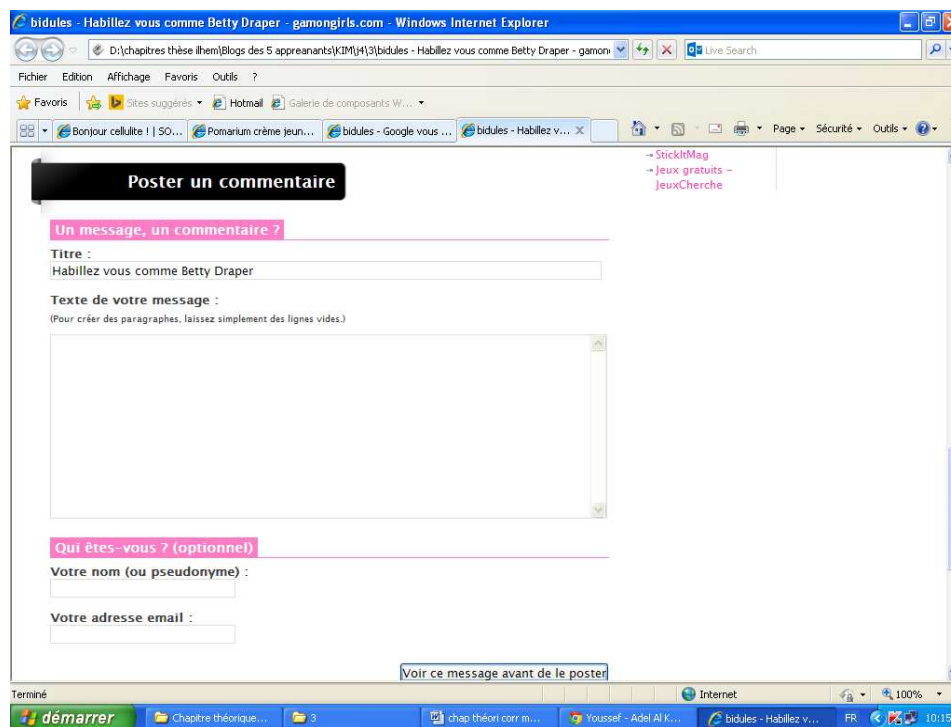 bidules - Habillez vous comme Betty Draper - gamongirls.com - Windows Internet Explorer
D:\chapitres thèse ilhem\Blogs des 5 appreanants\KIM\j4\3\bidules - Habillez vous comme Betty Draper - gamon
Live Search
Fichier Edition Affichage Favoris Outils ?
Favoris Sites suggérés Hotmail Galerie de composants W...
Bonjour cellulite ! | SO... Pomarium crème jeun... bidules - Google vous ... bidules - Habillez v... X Page Sécurité Outils
Poster un commentaire
StickItMag
Jeux gratuits –
JeuxCherche
Un message, un commentaire ?
Titre :
Habillez vous comme Betty Draper
Texte de votre message :
(Pour créer des paragraphes, laissez simplement des lignes vides.)
Qui êtes-vous ? (optionnel)
Votre nom (ou pseudonyme) :
Votre adresse email :
Voir ce message avant de le poster
Terminé Internet 100%
démarrer Chapitre théorique... 3 chap théori corr m... Youssef - Adel Al K... bidules - Habillez v... FR